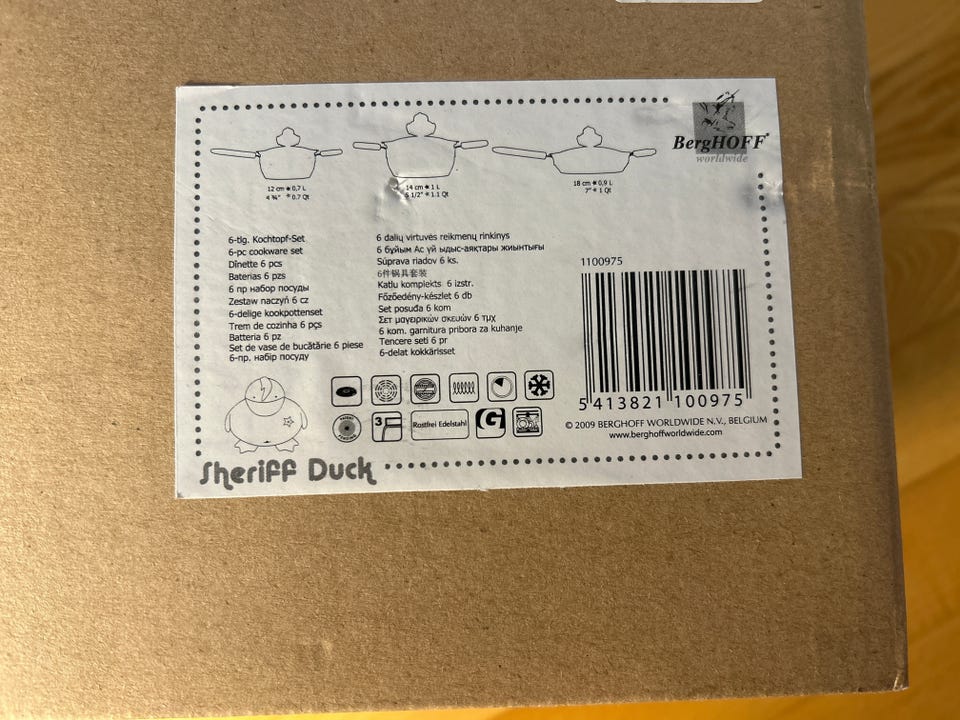 BergHOFF®
worldwide
12 cm ● 0,7 L
4 ¾" ● 0.7 Qt
14 cm ● 1 L
5 1/2" ● 1.1 Qt
18 cm ● 0,9 L
7" ● 1 Qt
6-tlg. Kochtopf-Set
6-pc cookware set
Dînette 6 pcs
Baterias 6 pzs
6 пр набор посуды
Zestaw naczyń 6 cz
6-delige kookpottenset
Trem de cozinha 6 pçs
Batteria 6 pz
Set de vase de bucătărie 6 piese
6-пр. набір посуду
6 dalių virtuvės reikmenų rinkinys
6 бұйым Ас үй ыдыс-аяқтары жиынтығы
Súprava riadov 6 ks.
6件锅具套装
Katlu komplekts 6 izstr.
Főzőedény-készlet 6 db
Set posuđa 6 kom
Σετ μαγειρικών σκευών 6 τμχ
6 kom. garnitura pribora za kuhanje
Tencere seti 6 pr
6-delat kokkärlsset
1100975
5 413821 100975
PATENT PENDING
3
Rostfrei Edelstahl
G
© 2009 BERGHOFF WORLDWIDE N.V., BELGIUM
www.berghoffworldwide.com
Sheriff Duck